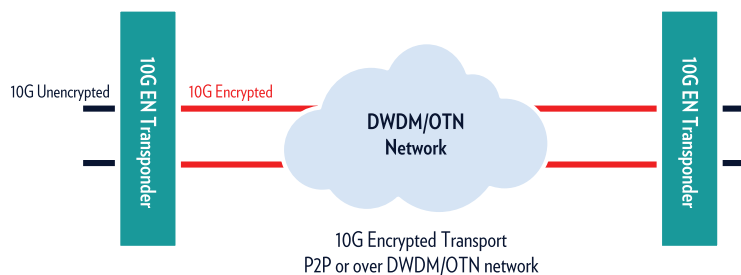 10G Unencrypted
10G EN Transponder
10G Encrypted
DWDM/OTN
Network
10G EN Transponder
10G Encrypted Transport
P2P or over DWDM/OTN network